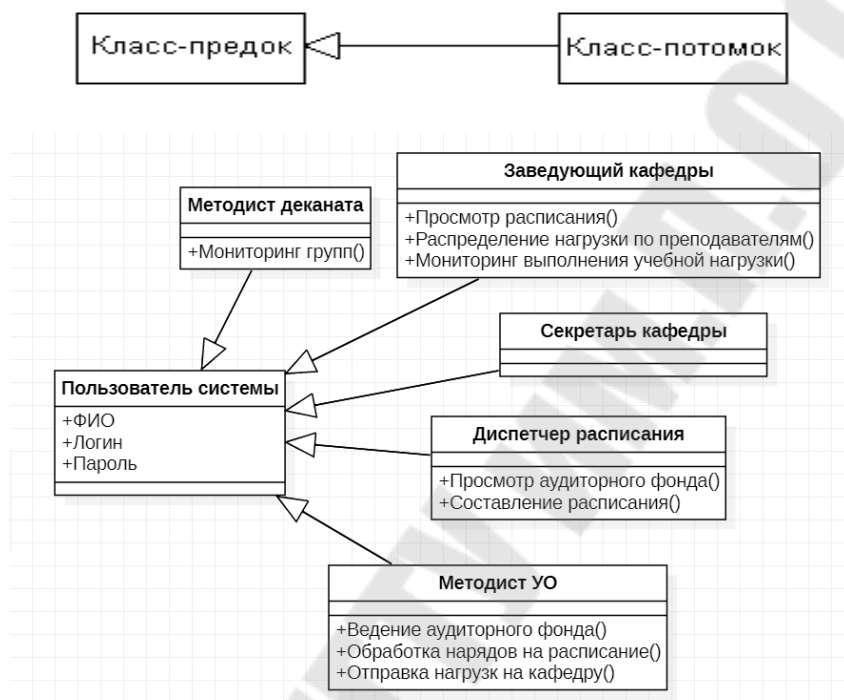 Класс-предок
Класс-потомок
Заведующий кафедры
+Просмотр расписания()
+Распределение нагрузки по преподавателям()
+Мониторинг выполнения учебной нагрузки()
Методист деканата
+Мониторинг групп()
Секретарь кафедры
Пользователь системы
+ФИО
+Логин
+Пароль
Диспетчер расписания
+Просмотр аудиторного фонда()
+Составление расписания()
Методист УО
+Ведение аудиторного фонда()
+Обработка нарядов на расписание()
+Отправка нагрузк на кафедру()